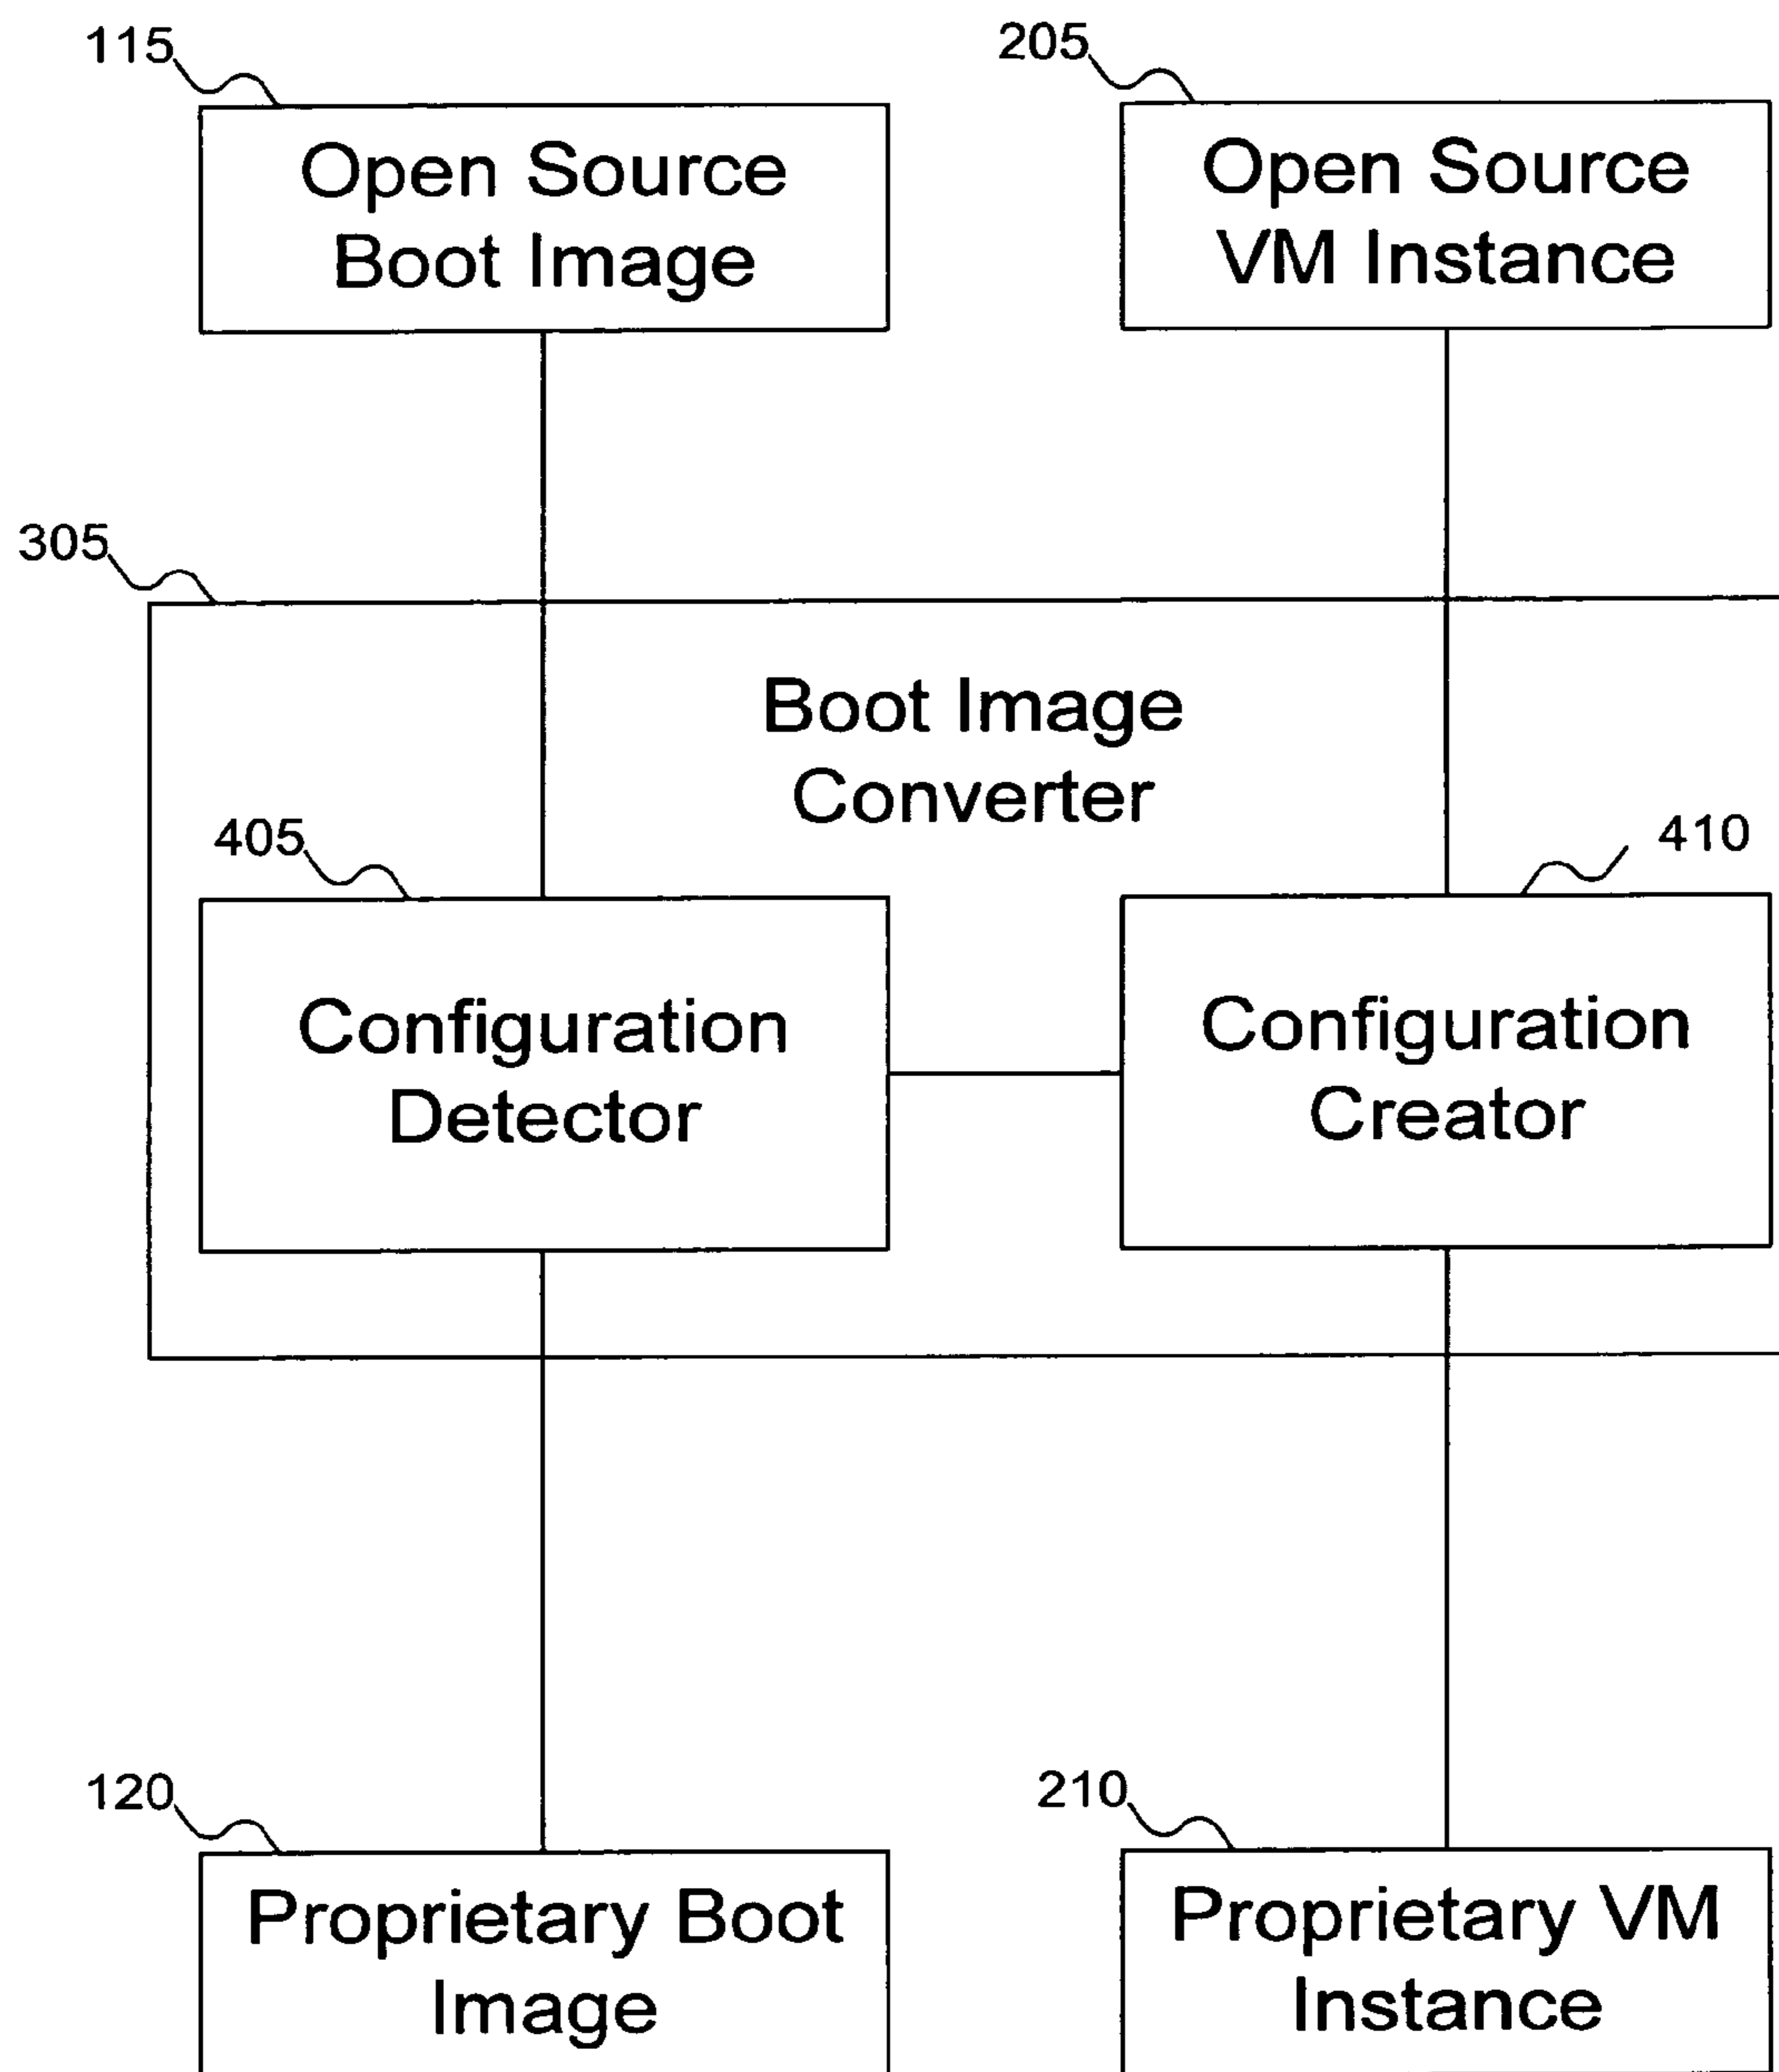 115
205
Open Source
Boot Image
Open Source
VM Instance
305
Boot Image
Converter
405
410
Configuration
Detector
Configuration
Creator
120
210
Proprietary Boot
Image
Proprietary VM
Instance